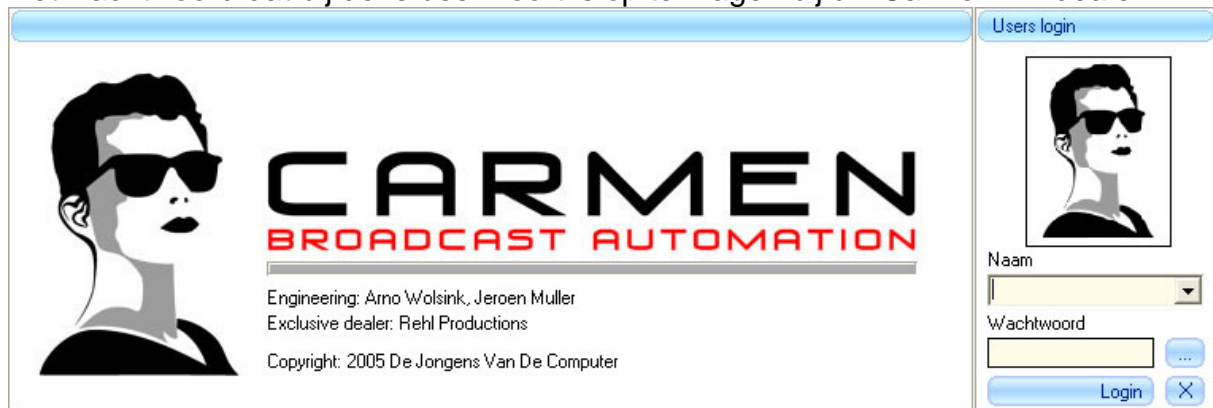 Users login
CARMEN
BROADCAST AUTOMATION
Engineering: Arno Wolsink, Jeroen Muller
Exclusive dealer: Rehl Productions
Copyright: 2005 De Jongens Van De Computer
Naam
Wachtwoord
...
Login X